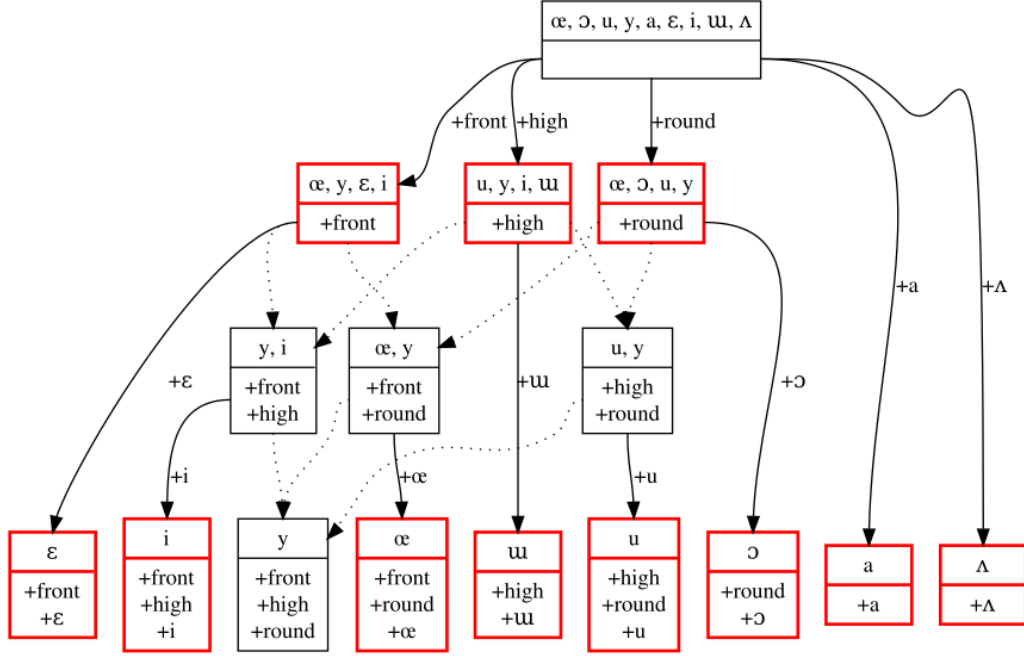 œ, ɔ, u, y, a, ɛ, i, ɯ, ʌ
+front
+high
+round
œ, y, ɛ, i
+front
u, y, i, ɯ
+high
œ, ɔ, u, y
+round
+a
+ʌ
y, i
+front
+high
œ, y
+front
+round
u, y
+high
+round
+ɛ
+ɯ
+ɔ
+i
+œ
+u
ɛ
+front
+ɛ
i
+front
+high
+i
y
+front
+high
+round
œ
+front
+round
+œ
ɯ
+high
+ɯ
u
+high
+round
+u
ɔ
+round
+ɔ
a
+a
ʌ
+ʌ